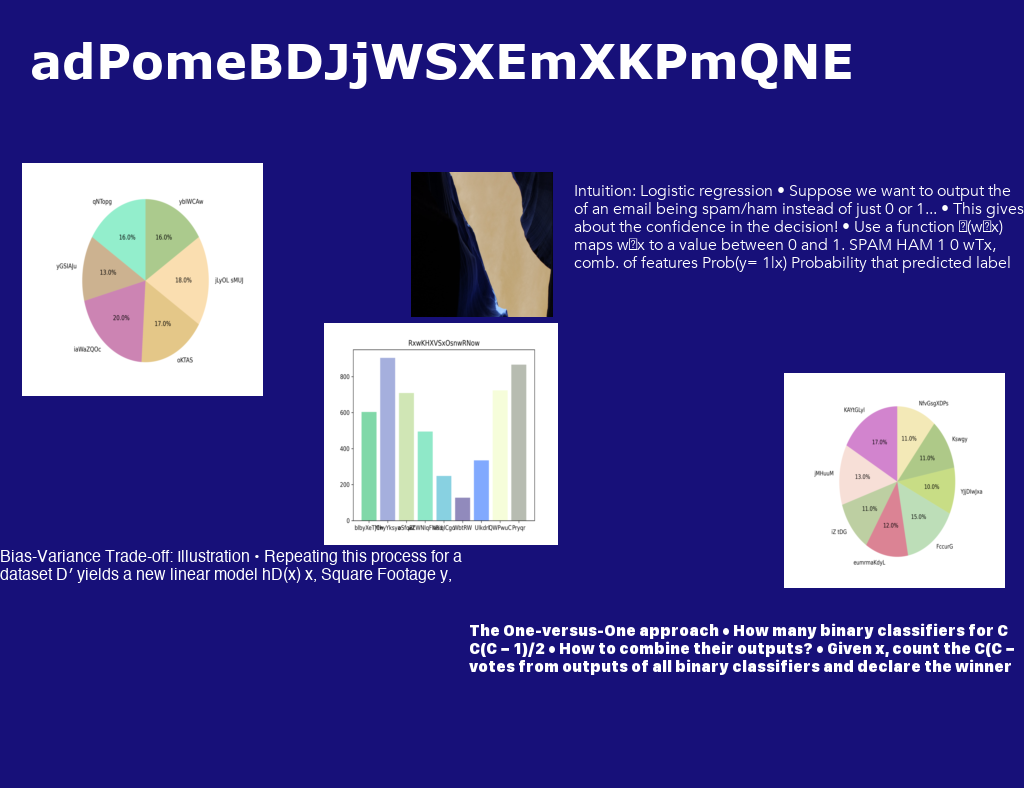 adPomeBDJjWSXEmXKPmQNE
qNTopg
ybIWCAw
16.0%
16.0%
yGSIAJu
13.0%
18.0%
jLyOL sMUJ
20.0%
17.0%
iaWaZQOc
oKTAS
Intuition: Logistic regression • Suppose we want to output the
of an email being spam/ham instead of just 0 or 1... • This gives
about the confidence in the decision! • Use a function (w x)
maps w x to a value between 0 and 1. SPAM HAM 1 0 wTx,
comb. of features Prob(y= 1|x) Probability that predicted label
RxwKHXVSxOsnwRNow
800
600
400
200
0
WbtRW
Pryqr
KAYtGLyl
NfvGsgXDPs
17.0%
11.0%
Kswgy
11.0%
jMHuuM
13.0%
10.0%
YJJDIwjxa
11.0%
15.0%
12.0%
iZ tDG
FccurG
eumrmaKdyL
Bias-Variance Trade-off: Illustration • Repeating this process for a
dataset D′ yields a new linear model hD(x) x, Square Footage y,
The One-versus-One approach • How many binary classifiers for C
C(C – 1)/2 • How to combine their outputs? • Given x, count the C(C –
votes from outputs of all binary classifiers and declare the winner